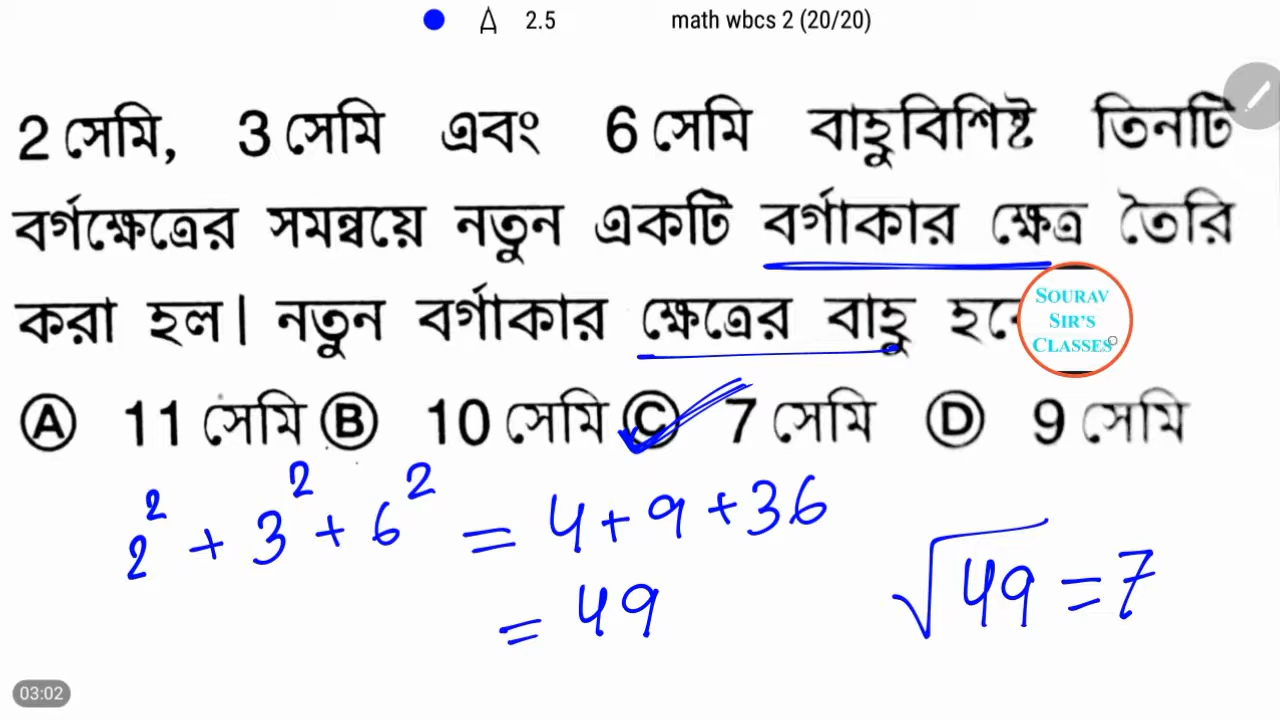 2.5 math wbcs 2 (20/20)
2 সেমি, 3 সেমি এবং 6 সেমি বাহুবিশিষ্ট তিনটি
বর্গক্ষেত্রের সমন্বয়ে নতুন একটি বর্গাকার ক্ষেত্র তৈরি
করা হল। নতুন বর্গাকার ক্ষেত্রের বাহু
SOURAV
SIR'S
CLASSES
A 11 সেমি B 10 সেমি C 7 সেমি D 9 সেমি
2² + 3² + 6² = 4 + 9 + 36
= 49
√49 = 7
03:02